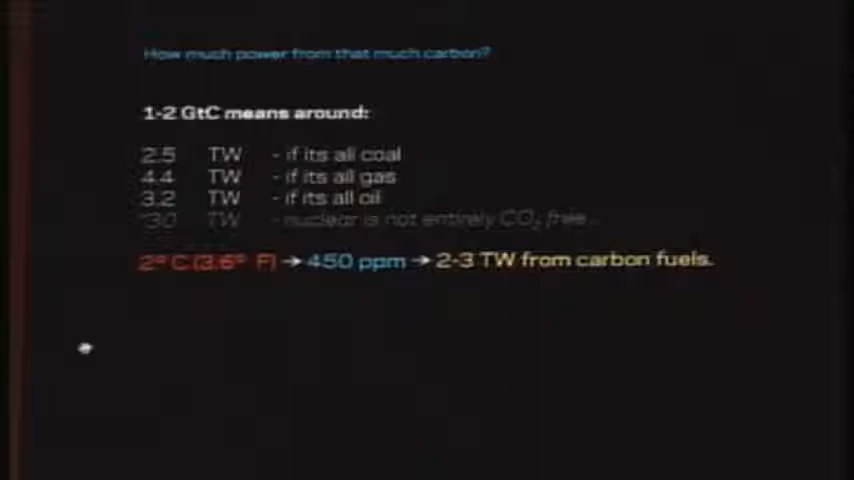 How much power from that much carbon?
1-2 GtC means around:
2.5 TW - if its all coal
4.4 TW - if its all gas
3.2 TW - if its all oil
~30 TW - nuclear is not entirely CO₂ free.
2° C (3.6° F) → 450 ppm → 2-3 TW from carbon fuels.